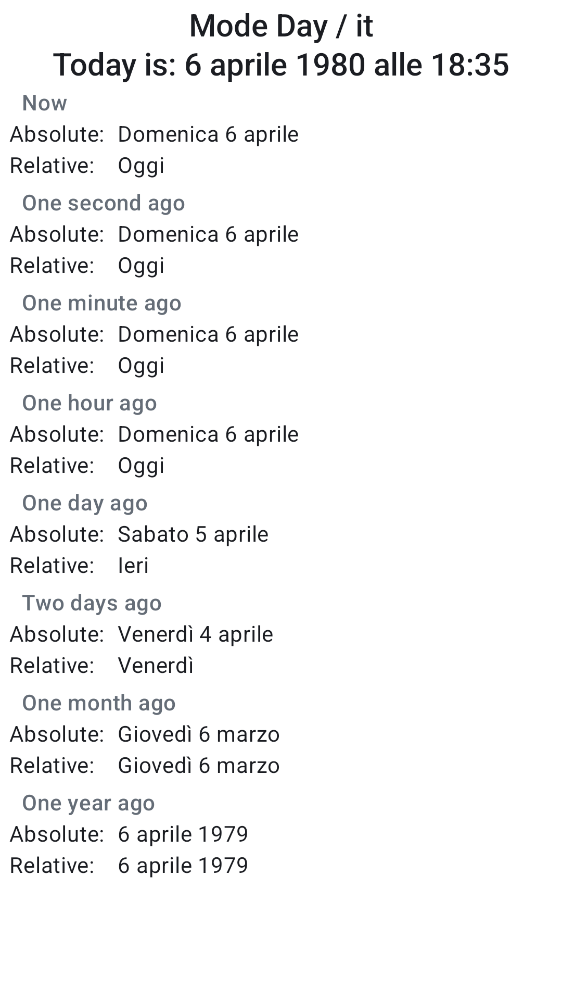 Mode Day / it
Today is: 6 aprile 1980 alle 18:35
Now
Absolute: Domenica 6 aprile
Relative: Oggi
One second ago
Absolute: Domenica 6 aprile
Relative: Oggi
One minute ago
Absolute: Domenica 6 aprile
Relative: Oggi
One hour ago
Absolute: Domenica 6 aprile
Relative: Oggi
One day ago
Absolute: Sabato 5 aprile
Relative: Ieri
Two days ago
Absolute: Venerdì 4 aprile
Relative: Venerdì
One month ago
Absolute: Giovedì 6 marzo
Relative: Giovedì 6 marzo
One year ago
Absolute: 6 aprile 1979
Relative: 6 aprile 1979